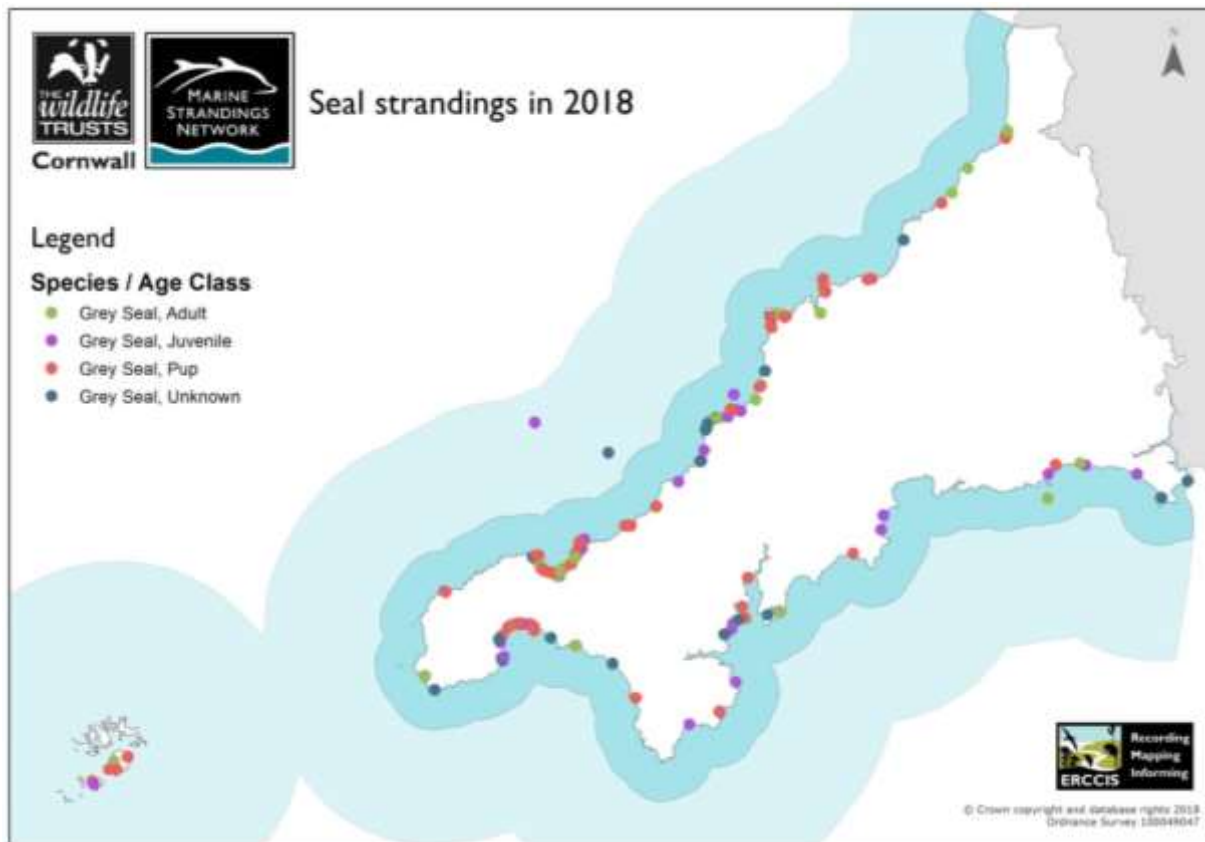 THE
wildlife
TRUSTS
Cornwall
MARINE
STRANDINGS
NETWORK
Seal strandings in 2018
N
Legend
Species / Age Class
Grey Seal, Adult
Grey Seal, Juvenile
Grey Seal, Pup
Grey Seal, Unknown
ERCCIS
Recording
Mapping
Informing
© Crown copyright and database rights 2018
Ordnance Survey 100049047